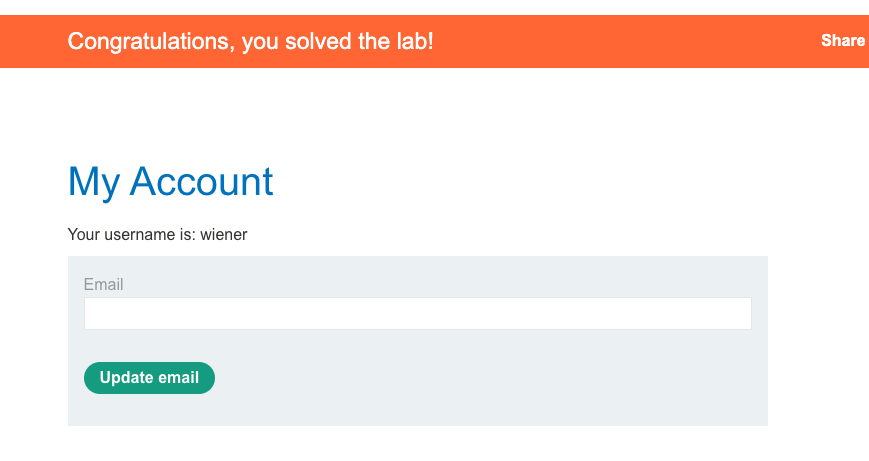 Congratulations, you solved the lab!
Share
My Account
Your username is: wiener
Email
Update email